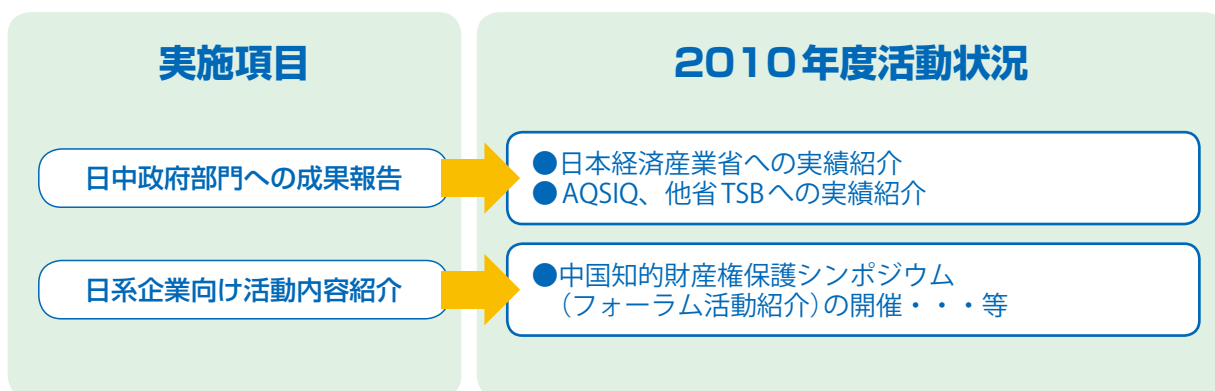 実施項目
2010年度活動状況
日中政府部門への成果報告
●日本経済産業省への実績紹介
●AQSIQ、他省TSBへの実績紹介
日系企業向け活動内容紹介
●中国知的財産権保護シンポジウム
（フォーラム活動紹介）の開催・・・等